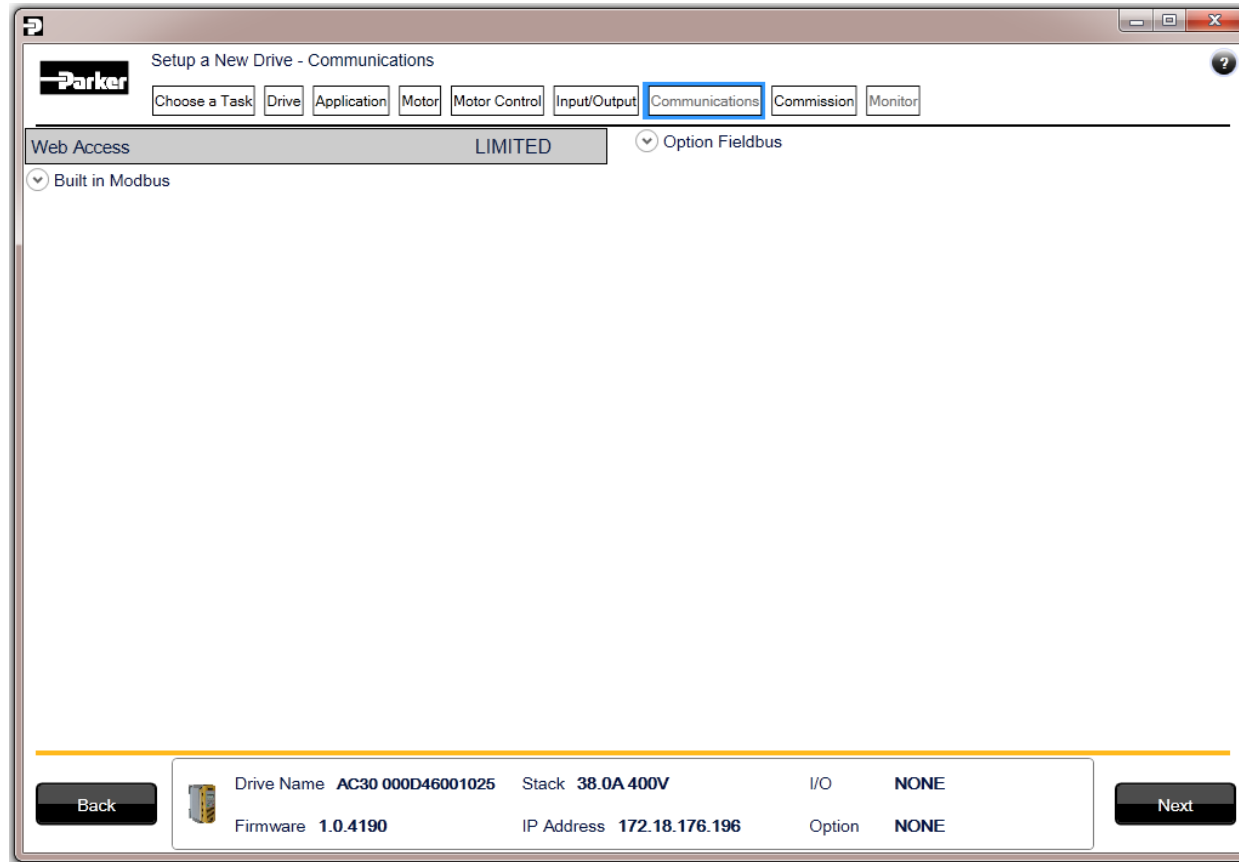 Setup a New Drive - Communications
Parker
Choose a Task Drive Application Motor Motor Control Input/Output Communications Commission Monitor
Web Access LIMITED
Option Fieldbus
Built in Modbus
Back
Drive Name AC30 000D46001025 Stack 38.0A 400V I/O NONE
Firmware 1.0.4190 IP Address 172.18.176.196 Option NONE
Next